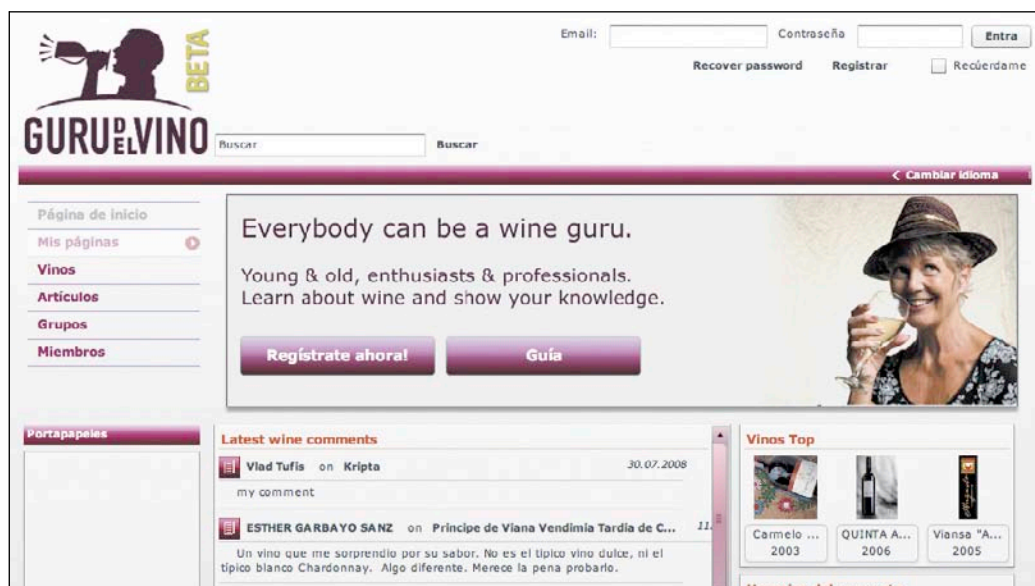 Email:
Contraseña
Entra
Recover password
Registrar
Recúerdame
BETA
GURU DEL VINO
Buscar
Buscar
< Cambiar idioma
Página de inicio
Mis páginas
Vinos
Artículos
Grupos
Miembros
Everybody can be a wine guru.
Young & old, enthusiasts & professionals.
Learn about wine and show your knowledge.
Regístrate ahora!
Guía
Portapapeles
Latest wine comments
Vlad Tufis on Kripta
30.07.2008
my comment
ESTHER GARBAYO SANZ on Principe de Viana Vendimia Tardía de C...
11.
Un vino que me sorprendio por su sabor. No es el típico vino dulce, ni el
típico blanco Chardonnay. Algo diferente. Merece la pena probarlo.
Vinos Top
Carmelo ...
2003
QUINTA A...
2006
Viansa "A...
2005